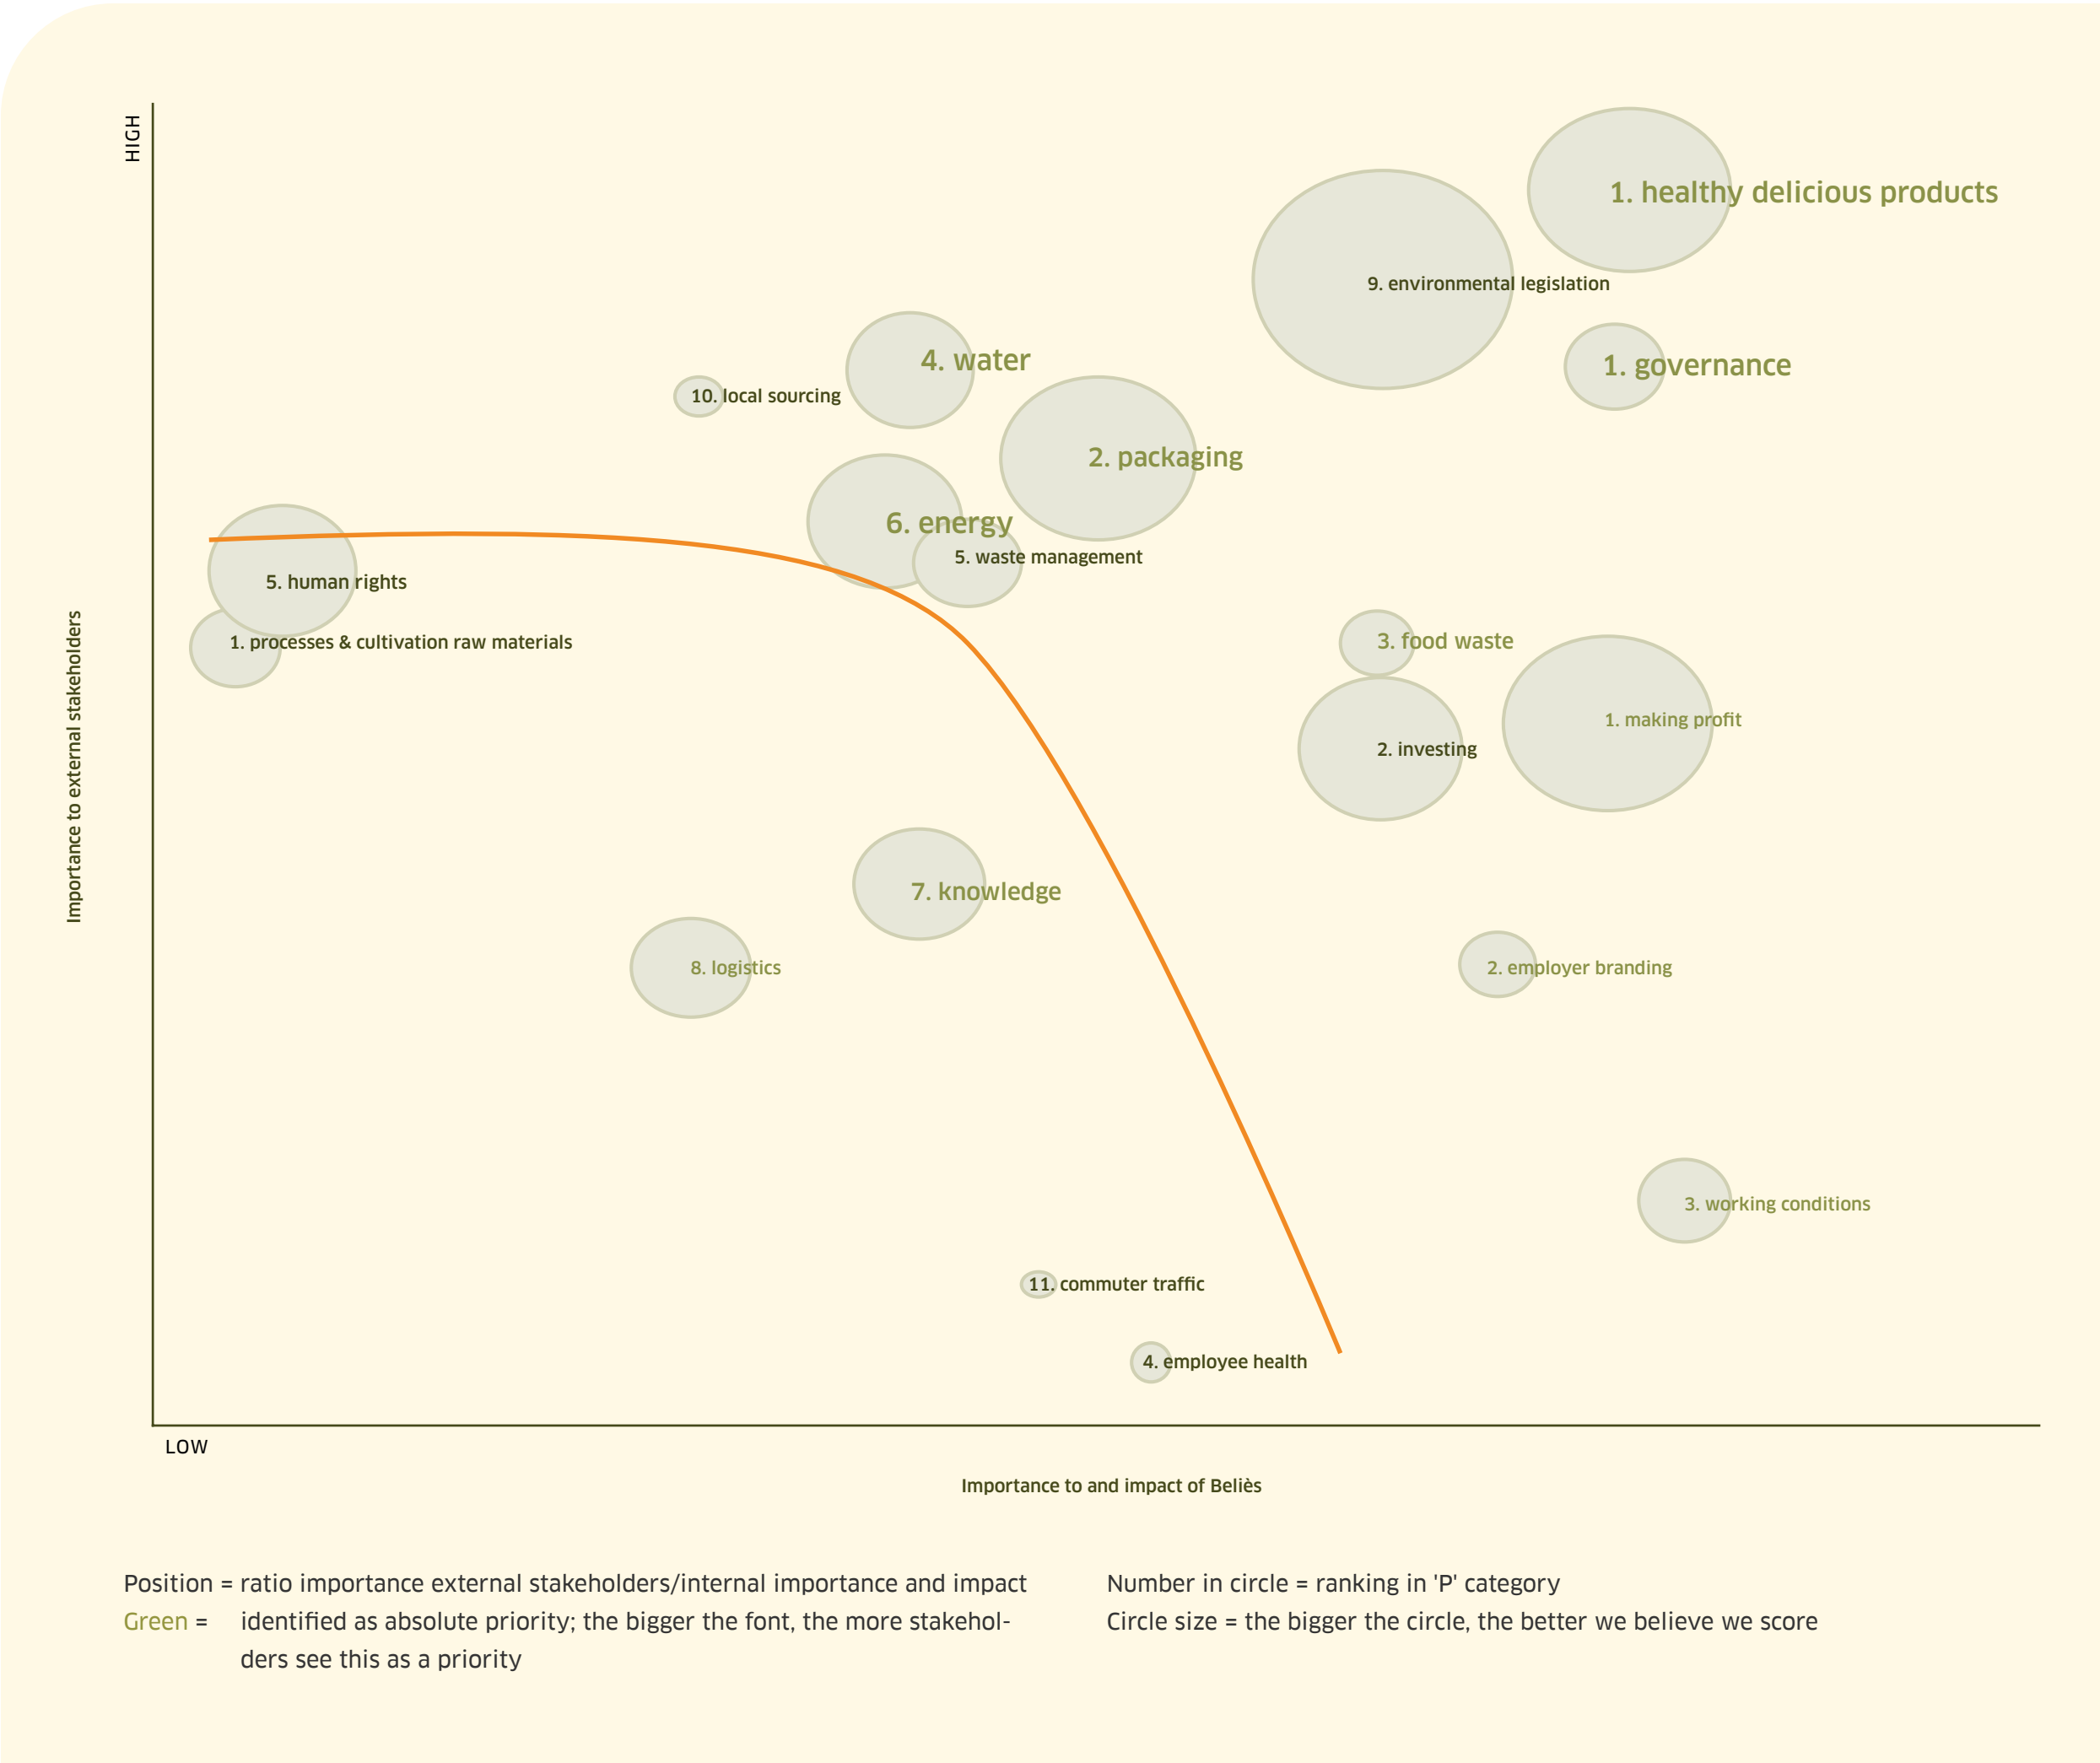 HIGH
1. healthy delicious products
9. environmental legislation
4. water
1. governance
10. local sourcing
2. packaging
6. energy
5. waste management
5. human rights
1. processes & cultivation raw materials
3. food waste
1. making profit
2. investing
7. knowledge
8. logistics
2. employer branding
3. working conditions
11. commuter traffic
4. employee health
Importance to external stakeholders
LOW
Importance to and impact of Beliès
Position = ratio importance external stakeholders/internal importance and impact
Green = identified as absolute priority; the bigger the font, the more stakehol-
ders see this as a priority
Number in circle = ranking in 'P' category
Circle size = the bigger the circle, the better we believe we score